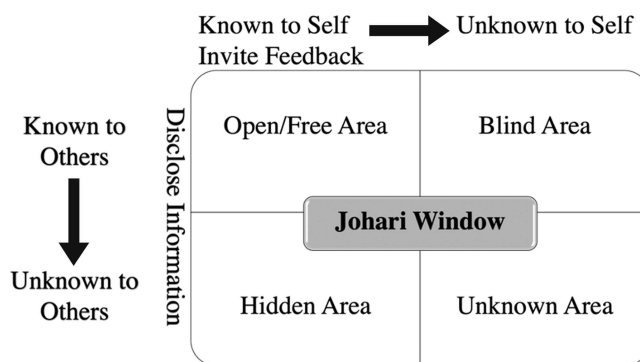 Known to Self
Unknown to Self
Invite Feedback
Known to
Others
Unknown to
Others
Disclose Information
Open/Free Area
Blind Area
Johari Window
Hidden Area
Unknown Area